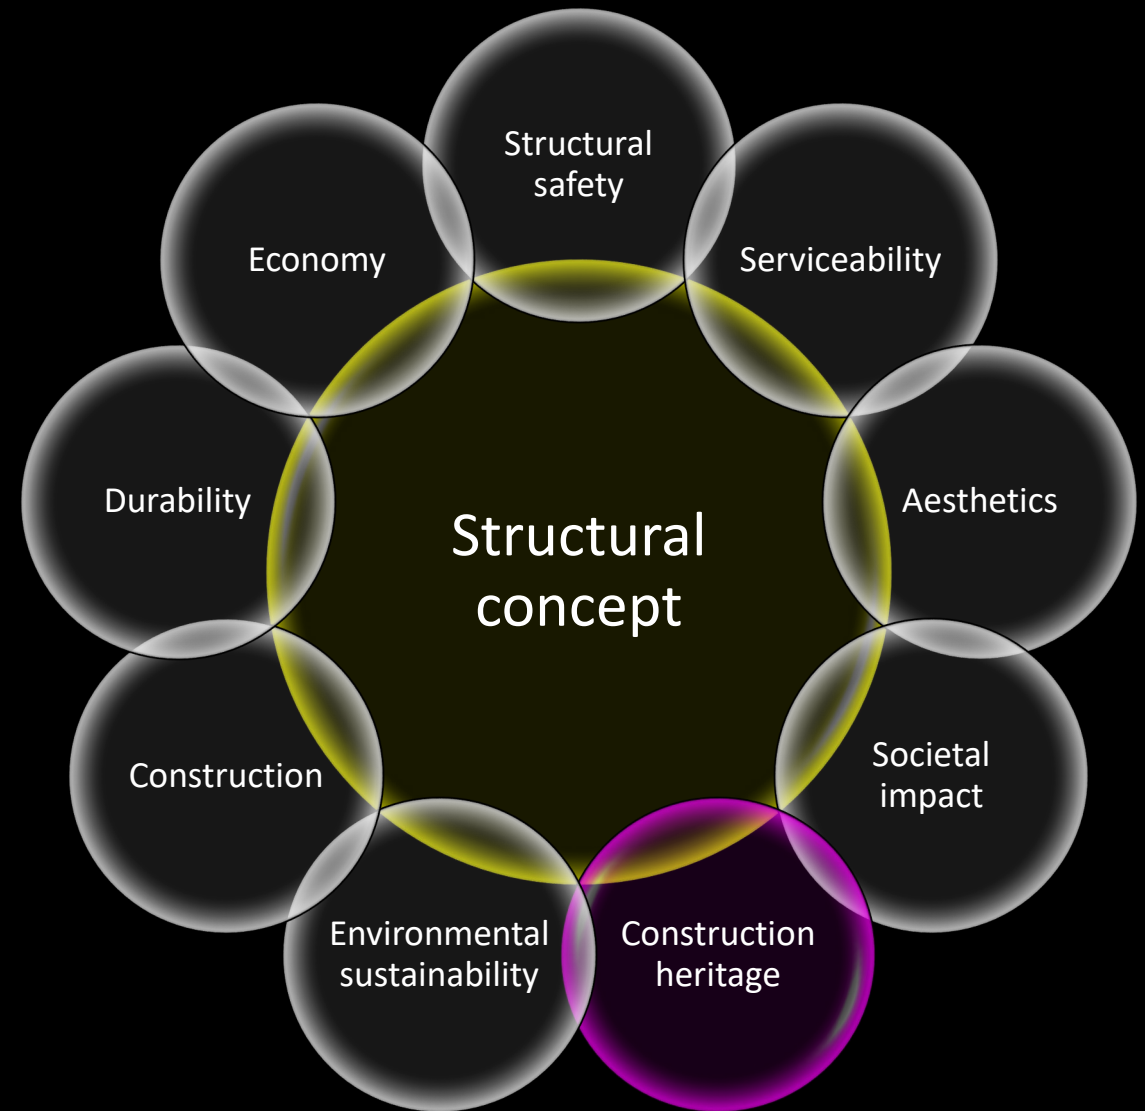 Structural
safety
Serviceability
Aesthetics
Societal
impact
Construction
heritage
Environmental
sustainability
Construction
Durability
Economy
Structural
concept